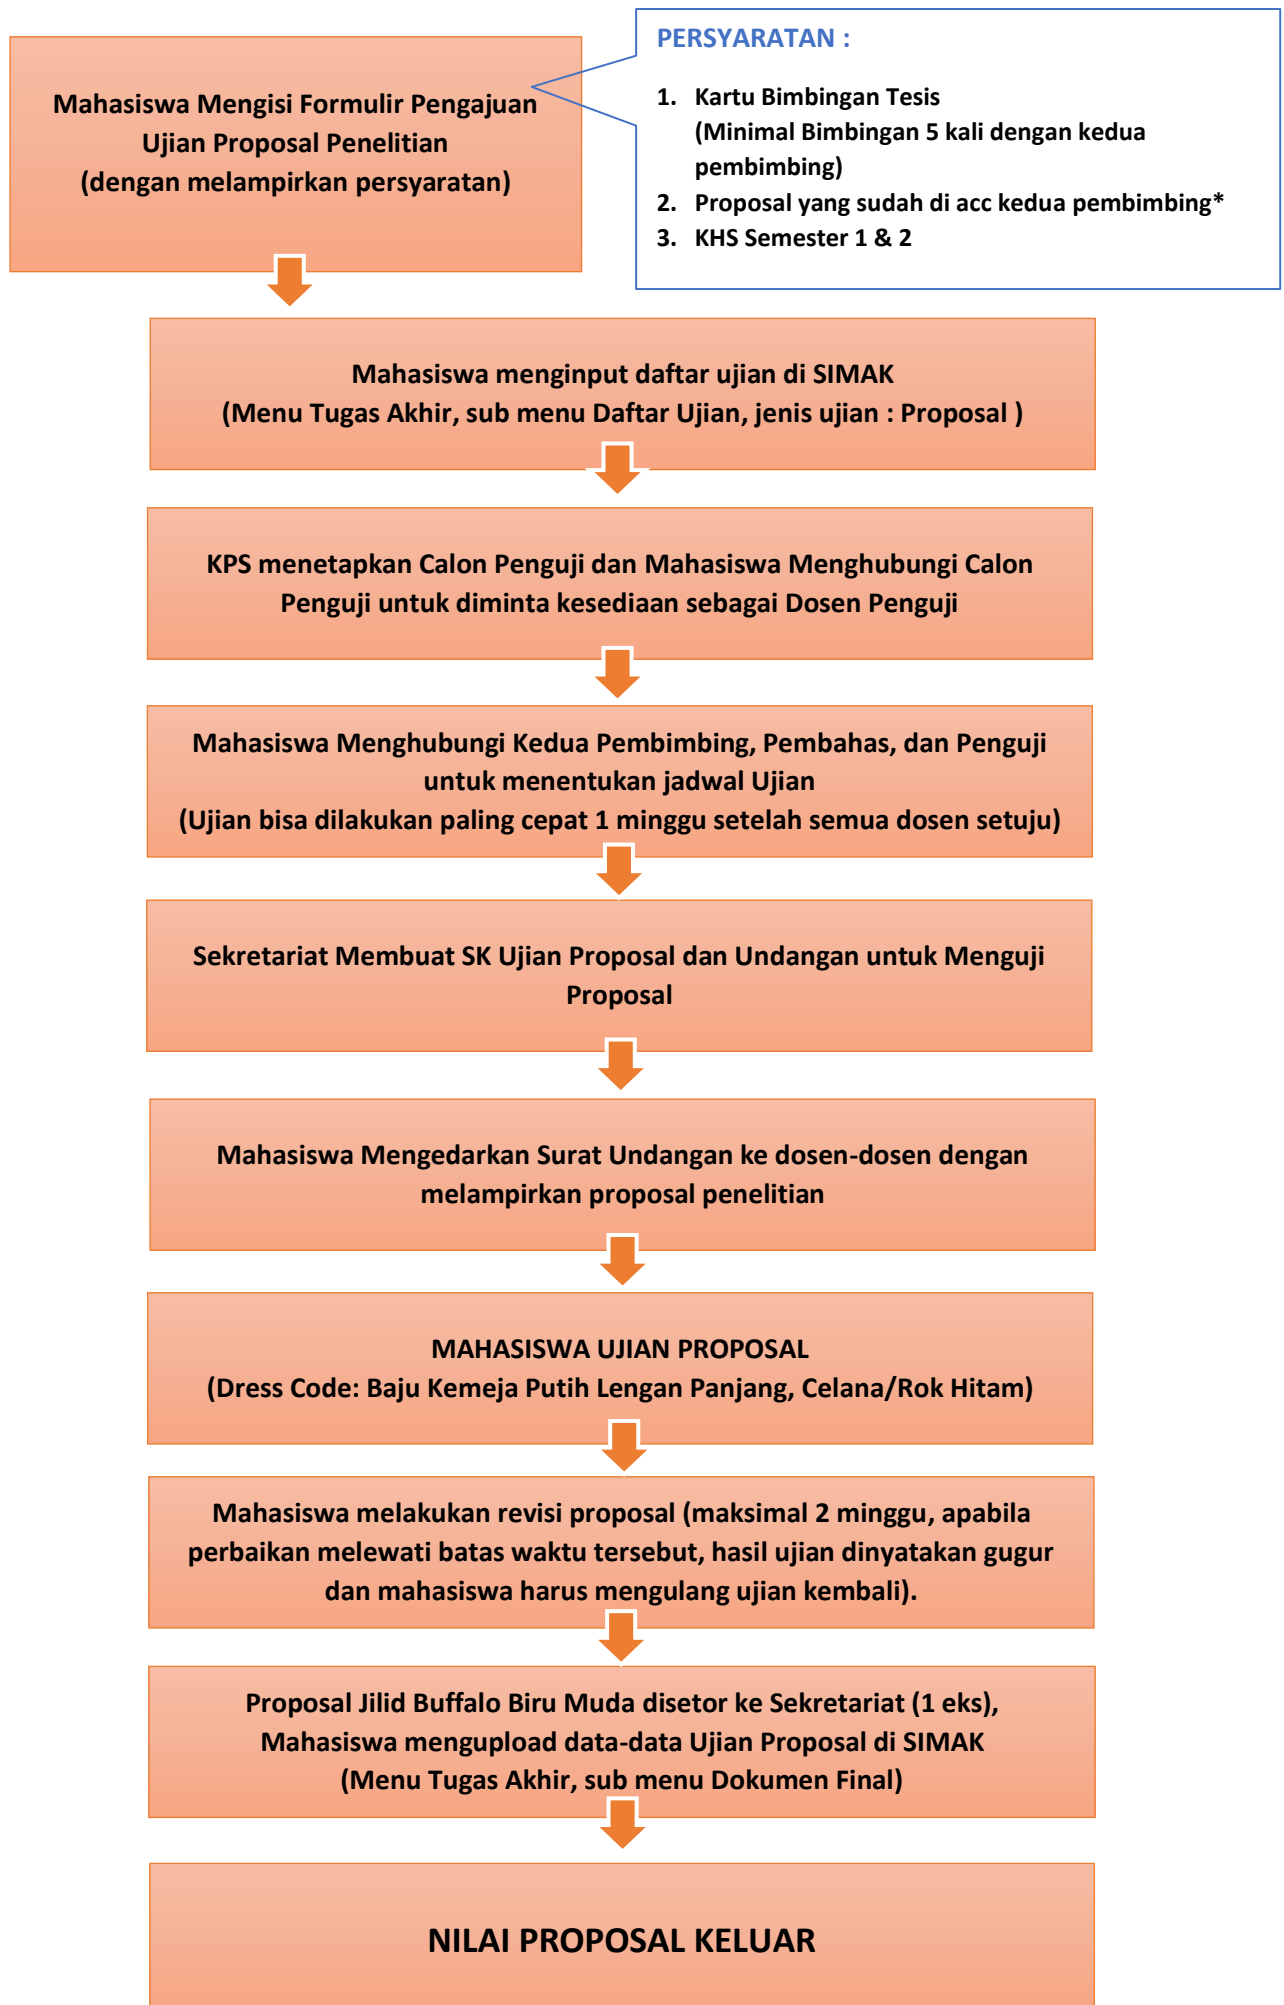 Mahasiswa Mengisi Formulir Pengajuan
Ujian Proposal Penelitian
(dengan melampirkan persyaratan)
PERSYARATAN :
1. Kartu Bimbingan Tesis
(Minimal Bimbingan 5 kali dengan kedua
pembimbing)
2. Proposal yang sudah di acc kedua pembimbing*
3. KHS Semester 1 & 2
Mahasiswa menginput daftar ujian di SIMAK
(Menu Tugas Akhir, sub menu Daftar Ujian, jenis ujian : Proposal )
KPS menetapkan Calon Penguji dan Mahasiswa Menghubungi Calon
Penguji untuk diminta kesediaan sebagai Dosen Penguji
Mahasiswa Menghubungi Kedua Pembimbing, Pembahas, dan Penguji
untuk menentukan jadwal Ujian
(Ujian bisa dilakukan paling cepat 1 minggu setelah semua dosen setuju)
Sekretariat Membuat SK Ujian Proposal dan Undangan untuk Menguji
Proposal
Mahasiswa Mengedarkan Surat Undangan ke dosen-dosen dengan
melampirkan proposal penelitian
MAHASISWA UJIAN PROPOSAL
(Dress Code: Baju Kemeja Putih Lengan Panjang, Celana/Rok Hitam)
Mahasiswa melakukan revisi proposal (maksimal 2 minggu, apabila
perbaikan melewati batas waktu tersebut, hasil ujian dinyatakan gugur
dan mahasiswa harus mengulang ujian kembali).
Proposal Jilid Buffalo Biru Muda disetor ke Sekretariat (1 eks),
Mahasiswa mengupload data-data Ujian Proposal di SIMAK
(Menu Tugas Akhir, sub menu Dokumen Final)
NILAI PROPOSAL KELUAR